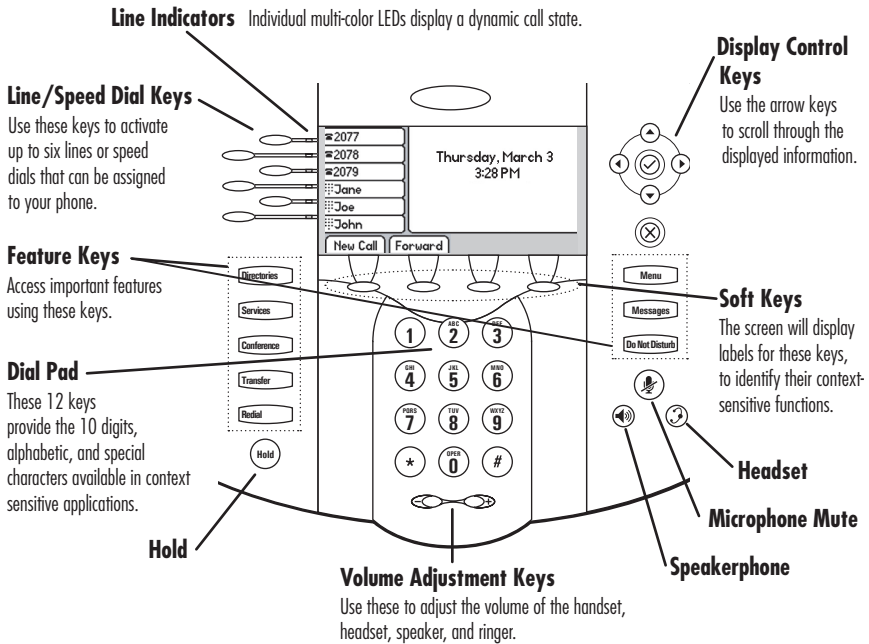 Line Indicators Individual multi-color LEDs display a dynamic call state.
Display Control
Keys
Use the arrow keys
to scroll through the
displayed information.
Line/Speed Dial Keys
Use these keys to activate
up to six lines or speed
dials that can be assigned
to your phone.
2077
2078
2079
Jane
Joe
John
Thursday, March 3
3:28 PM
New Call
Forward
Feature Keys
Access important features
using these keys.
Directories
Services
Conference
Transfer
Redial
Hold
Menu
Messages
Do Not Disturb
Soft Keys
The screen will display
labels for these keys,
to identify their context-
sensitive functions.
Dial Pad
These 12 keys
provide the 10 digits,
alphabetic, and special
characters available in context
sensitive applications.
1
ABC
2
DEF
3
GHI
4
JKL
5
MNO
6
PQRS
7
TUV
8
WXYZ
9
*
OPER
0
#
Headset
Microphone Mute
Speakerphone
Hold
Volume Adjustment Keys
Use these to adjust the volume of the handset,
headset, speaker, and ringer.